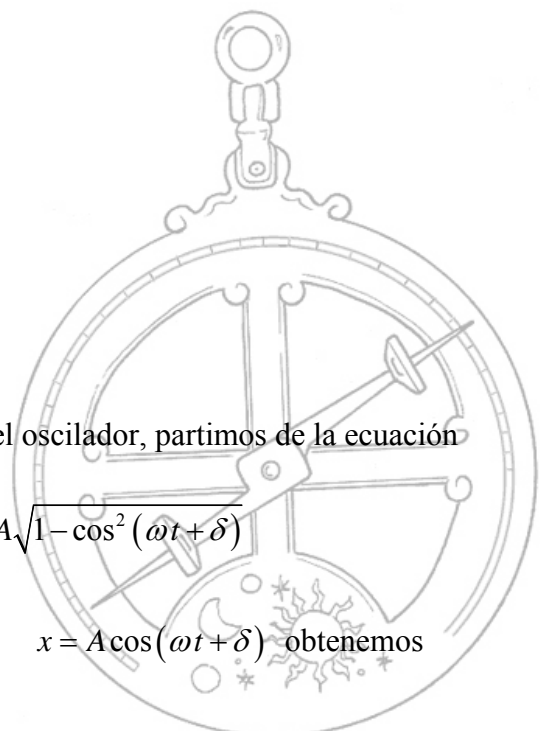 el oscilador, partimos de la ecuación
A√(1−cos²(ωt+δ))
x = A cos(ωt+δ) obtenemos